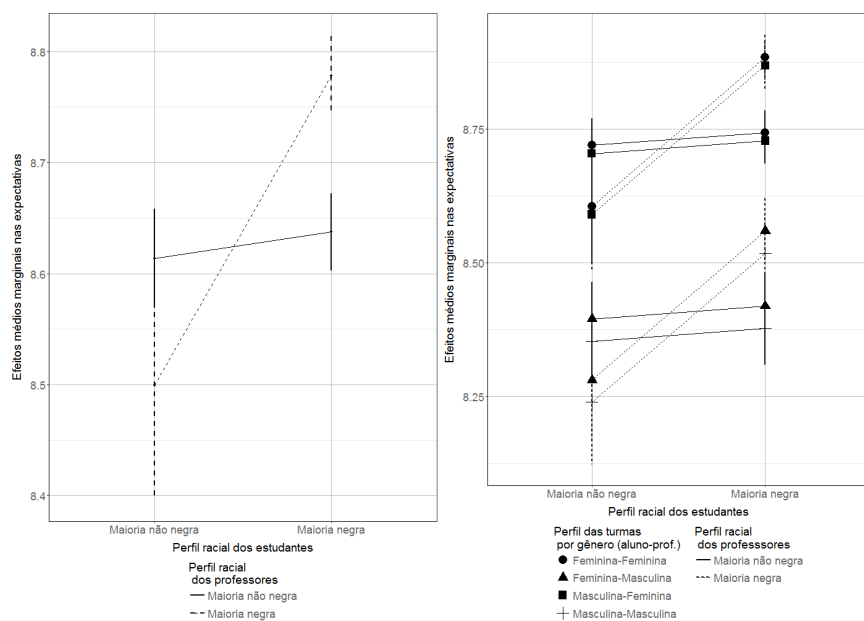 Efeitos médios marginais nas expectativas
8.8
8.7
8.6
8.5
8.4
Maioria não negra
Maioria negra
Perfil racial dos estudantes
Perfil racial
dos professores
Maioria não negra
Maioria negra
Efeitos médios marginais nas expectativas
8.75
8.50
8.25
Maioria não negra
Maioria negra
Perfil racial dos estudantes
Perfil das turmas
por gênero (aluno-prof.)
Feminina-Feminina
Feminina-Masculina
Masculina-Feminina
Masculina-Masculina
Perfil racial
dos professsores
Maioria não negra
Maioria negra